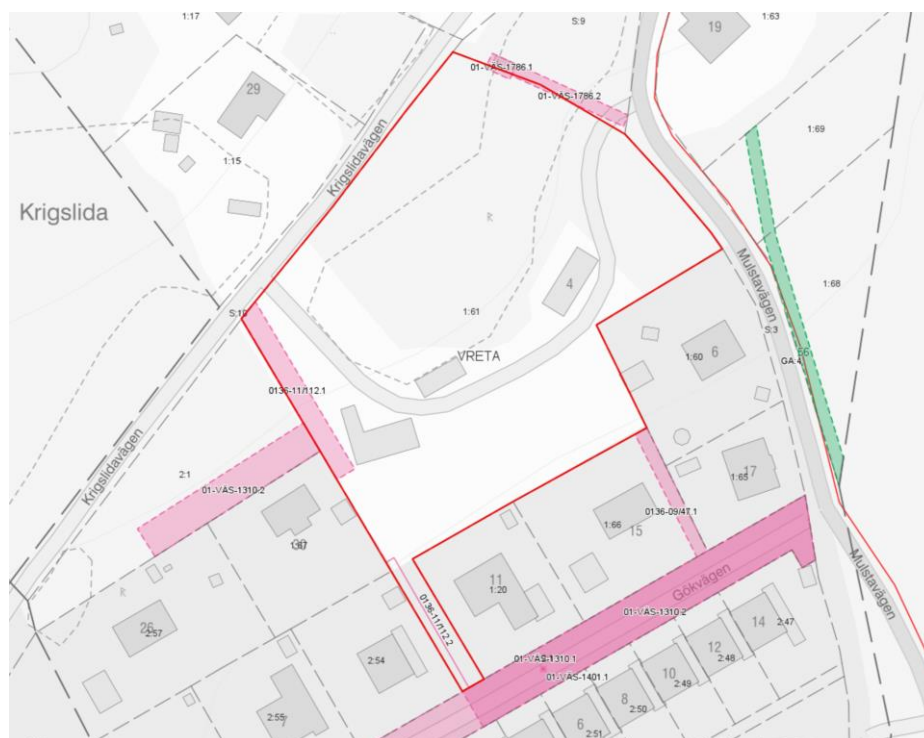 1:17
S:9
19
1:63
01-VÄS-1786.1
29
01-VÄS-1786.2
1:69
1:15
Krigslidavägen
Krigslida
R
Mulstavägen
4
1:68
S:10
1:61
S:3
VRETA
1:60
6
GA:4
0136-11/112.1
2:1
17
1:65
Krigslidavägen
01-VÄS-1310.2
0136-09/47.1
1:66
15
1:67
R
11
1:20
Gökvägen
Mulstavägen
0136-11/112.2
01-VÄS-1310.2
26
2:57
14
2:47
2:54
01-VÄS-1310.1
12
2:48
01-VÄS-1401.1
10
2:49
8
2:50
2:55
7
6
2:51